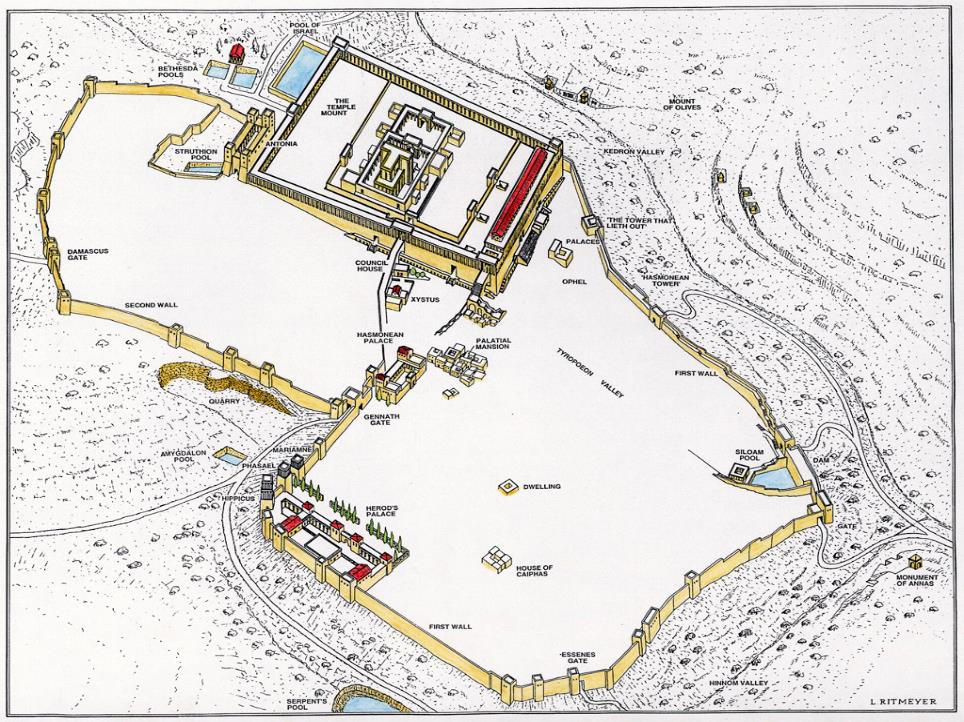 POOL OF
ISRAEL
BETHESDA
POOLS
THE
TEMPLE
MOUNT
MOUNT
OF OLIVES
STRUTHION
POOL
ANTONIA
KEDRON VALLEY
'THE TOWER THAT
LIETH OUT'
PALACES
DAMASCUS
GATE
COUNCIL
HOUSE
OPHEL
'HASMONEAN
TOWER'
XYSTUS
SECOND WALL
HASMONEAN
PALACE
PALATIAL
MANSION
TYROPOEON VALLEY
FIRST WALL
QUARRY
GENNATH
GATE
AMYGDALON
POOL
MARIAMNE
PHASAEL
SILOAM
POOL
DAM
HIPPICUS
DWELLING
HEROD'S
PALACE
GATE
HOUSE OF
CAIPHAS
MONUMENT
OF ANNAS
FIRST WALL
'ESSENES
GATE
HINNOM VALLEY
SERPENT'S
POOL
L RITMEYER